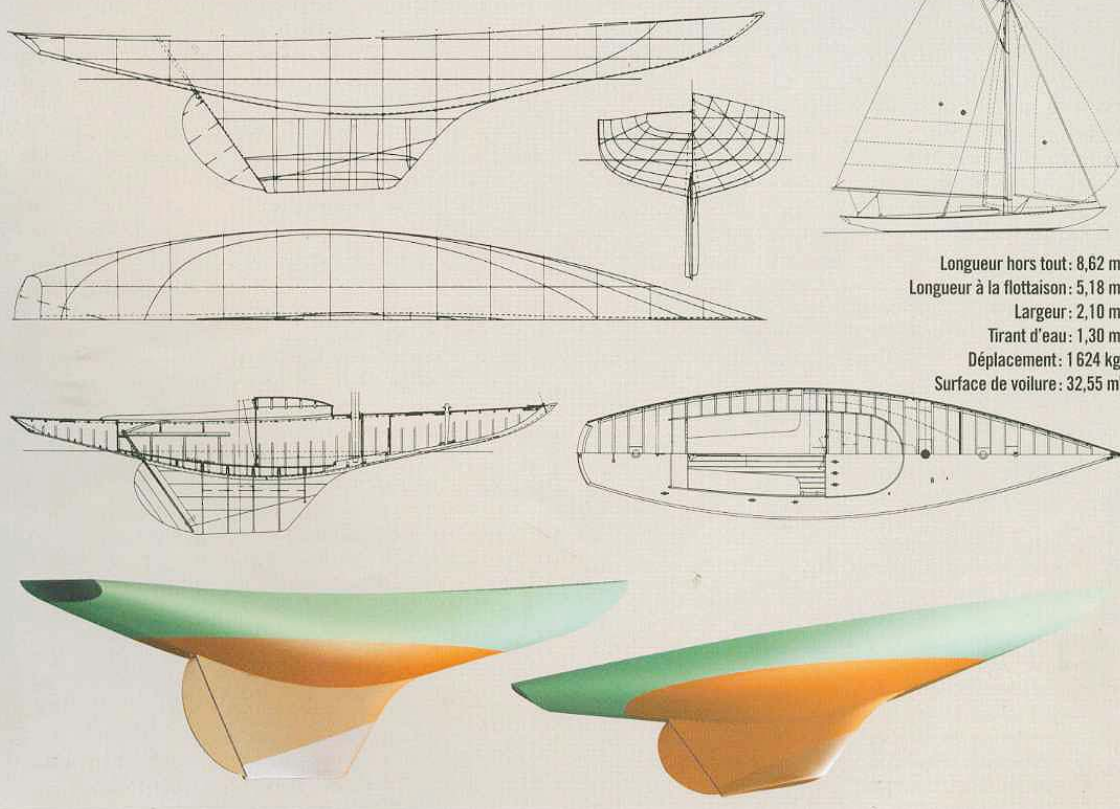 Longueur hors tout : 8,62 m
Longueur à la flottaison : 5,18 m
Largeur : 2,10 m
Tirant d'eau : 1,30 m
Déplacement : 1 624 kg
Surface de voilure : 32,55 m